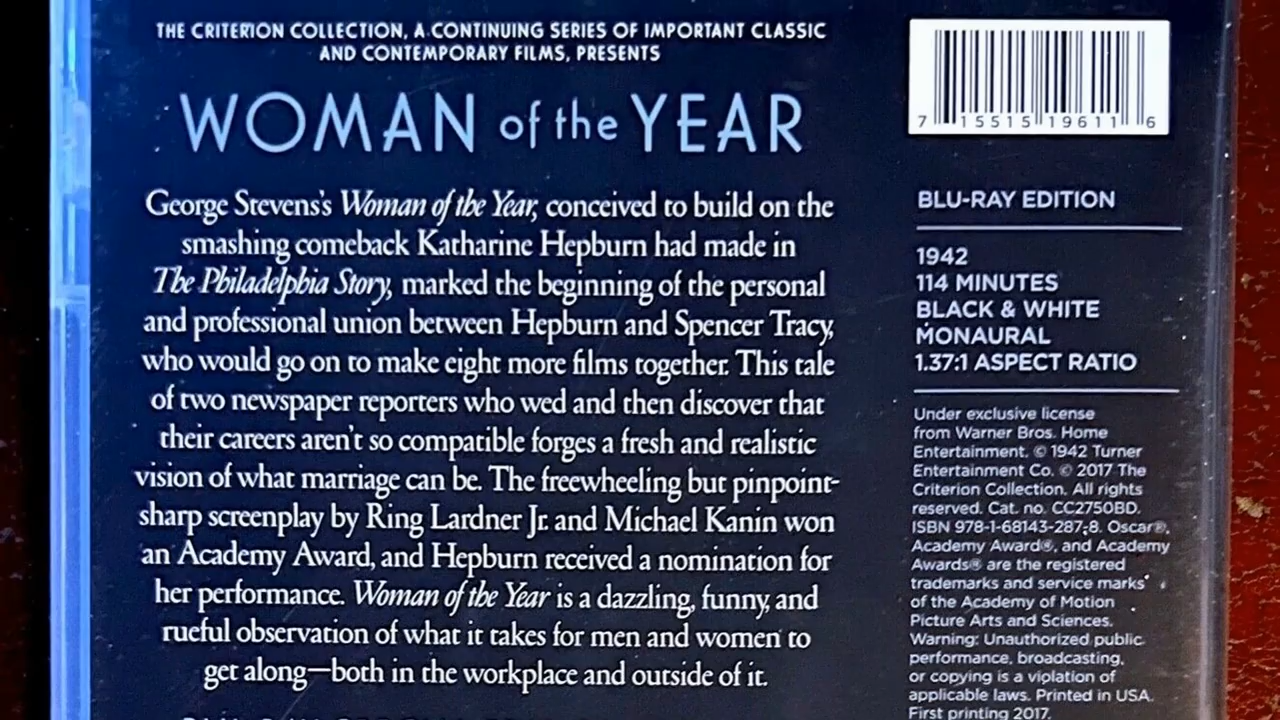 THE CRITERION COLLECTION, A CONTINUING SERIES OF IMPORTANT CLASSIC
AND CONTEMPORARY FILMS, PRESENTS
WOMAN of the YEAR
George Stevens's Woman of the Year, conceived to build on the
smashing comeback Katharine Hepburn had made in
The Philadelphia Story, marked the beginning of the personal
and professional union between Hepburn and Spencer Tracy,
who would go on to make eight more films together. This tale
of two newspaper reporters who wed and then discover that
their careers aren't so compatible forges a fresh and realistic
vision of what marriage can be. The freewheeling but pinpoint-
sharp screenplay by Ring Lardner Jr. and Michael Kanin won
an Academy Award, and Hepburn received a nomination for
her performance. Woman of the Year is a dazzling, funny, and
rueful observation of what it takes for men and women to
get along—both in the workplace and outside of it.
7 15515 19611 6
BLU-RAY EDITION
1942
114 MINUTES
BLACK & WHITE
MONAURAL
1.37:1 ASPECT RATIO
Under exclusive license
from Warner Bros. Home
Entertainment. © 1942 Turner
Entertainment Co. © 2017 The
Criterion Collection. All rights
reserved. Cat. no. CC2750BD.
ISBN 978-1-68143-287-8. Oscar®,
Academy Award®, and Academy
Awards® are the registered
trademarks and service marks
of the Academy of Motion
Picture Arts and Sciences.
Warning: Unauthorized public
performance, broadcasting,
or copying is a violation of
applicable laws. Printed in USA.
First printing 2017.